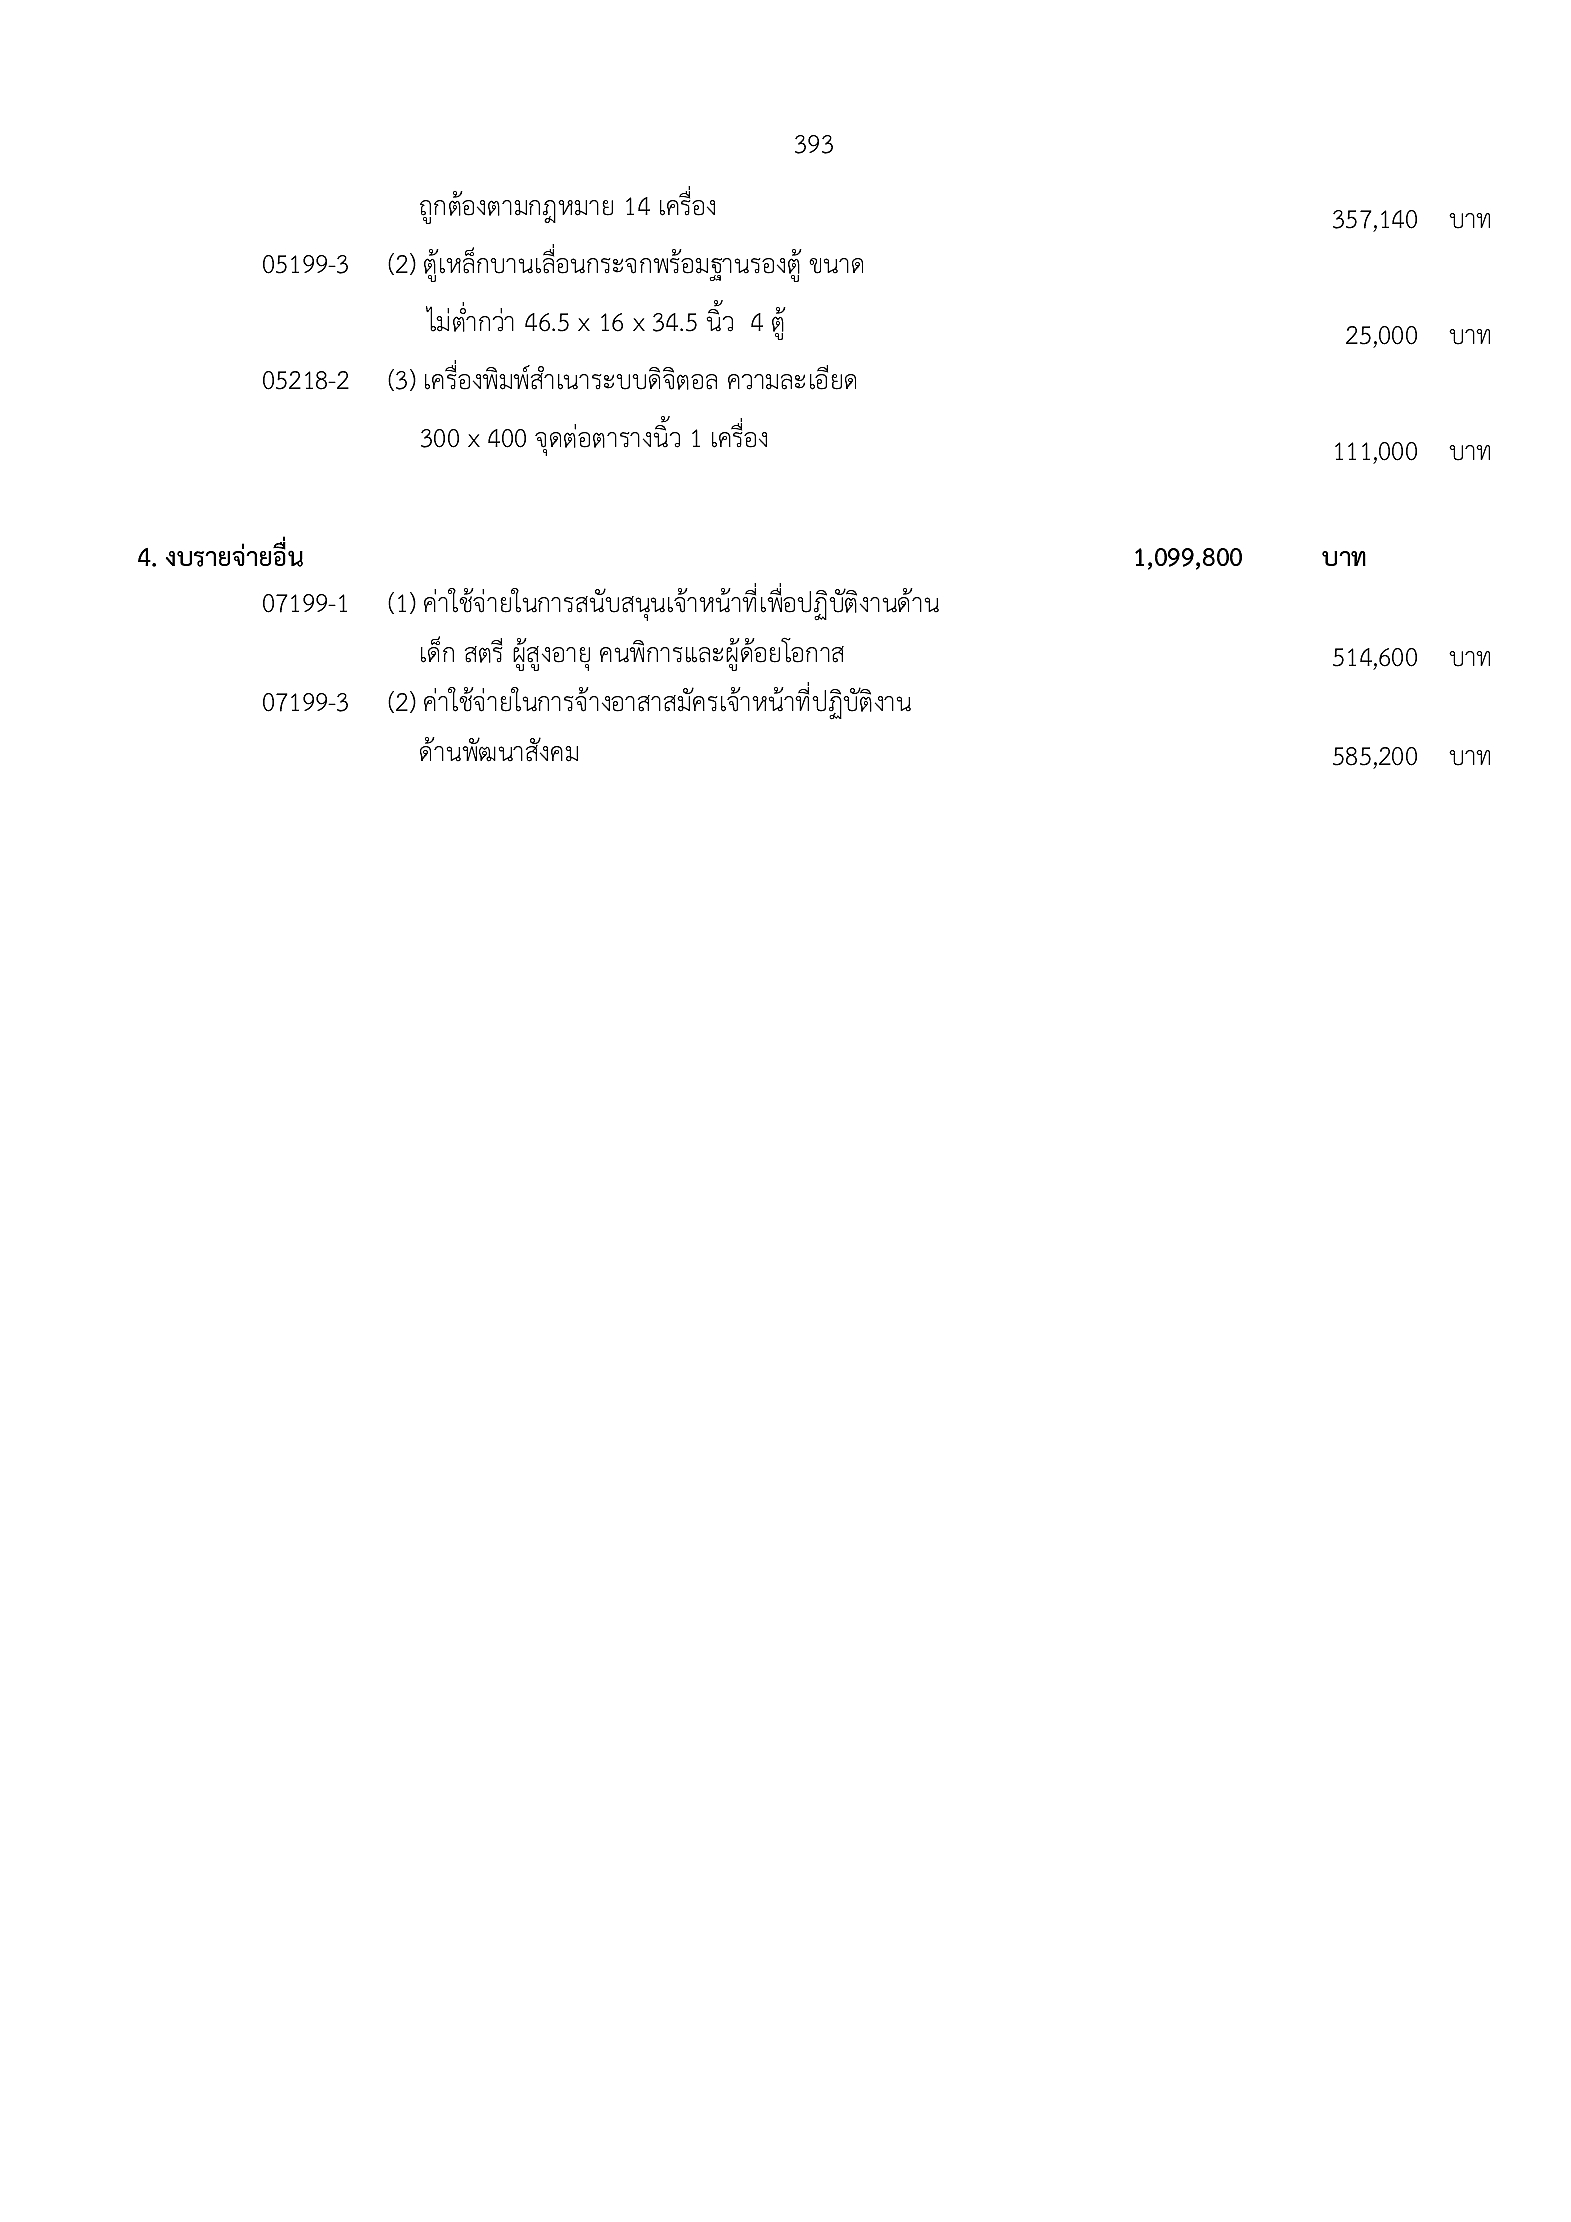 393
ถูกต้องตามกฎหมาย 14 เครื่อง 357,140 บาท
05199-3 (2) ตู้เหล็กบานเลื่อนกระจกพร้อมฐานรองตู้ ขนาด
ไม่ต่ำกว่า 46.5 x 16 x 34.5 นิ้ว 4 ตู้ 25,000 บาท
05218-2 (3) เครื่องพิมพ์สำเนาระบบดิจิตอล ความละเอียด
300 x 400 จุดต่อตารางนิ้ว 1 เครื่อง 111,000 บาท
4. งบรายจ่ายอื่น 1,099,800 บาท
07199-1 (1) ค่าใช้จ่ายในการสนับสนุนเจ้าหน้าที่เพื่อปฏิบัติงานด้าน
เด็ก สตรี ผู้สูงอายุ คนพิการและผู้ด้อยโอกาส 514,600 บาท
07199-3 (2) ค่าใช้จ่ายในการจ้างอาสาสมัครเจ้าหน้าที่ปฏิบัติงาน
ด้านพัฒนาสังคม 585,200 บาท